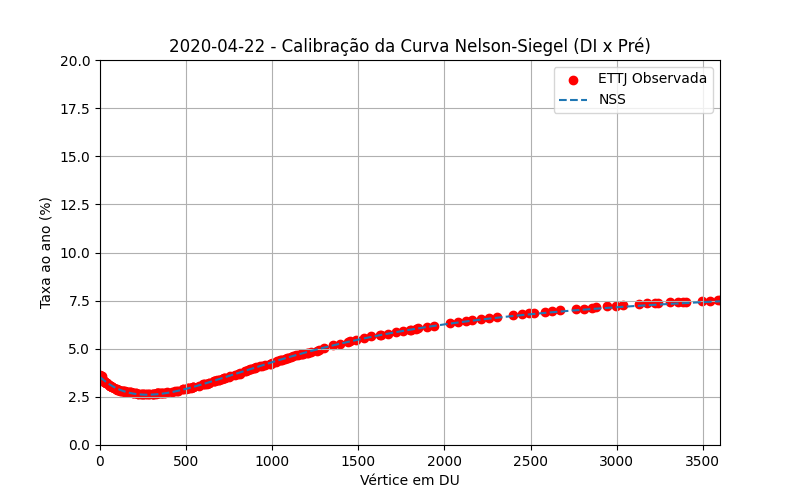 2020-04-22 - Calibração da Curva Nelson-Siegel (DI x Pré)
ETTJ Observada
NSS
Taxa ao ano (%)
20.0
17.5
15.0
12.5
10.0
7.5
5.0
2.5
0.0
0 500 1000 1500 2000 2500 3000 3500
Vértice em DU